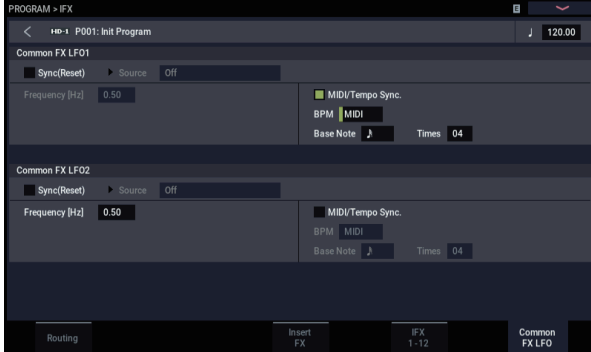 PROGRAM > IFX
E
HD-1 P001: Init Program
♩ 120.00
Common FX LFO1
Sync(Reset) Source Off
Frequency [Hz] 0.50
MIDI/Tempo Sync.
BPM MIDI
Base Note Times 04
Common FX LFO2
Sync(Reset) Source Off
Frequency [Hz] 0.50
MIDI/Tempo Sync.
BPM MIDI
Base Note Times 04
Routing
Insert FX
IFX 1-12
Common FX LFO